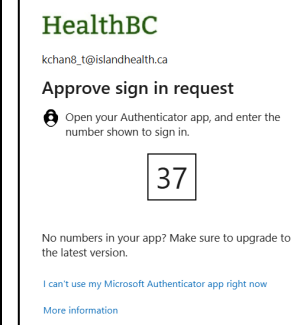 HealthBC
kchan8_t@islandhealth.ca
Approve sign in request
Open your Authenticator app, and enter the
number shown to sign in.
37
No numbers in your app? Make sure to upgrade to
the latest version.
I can't use my Microsoft Authenticator app right now
More information